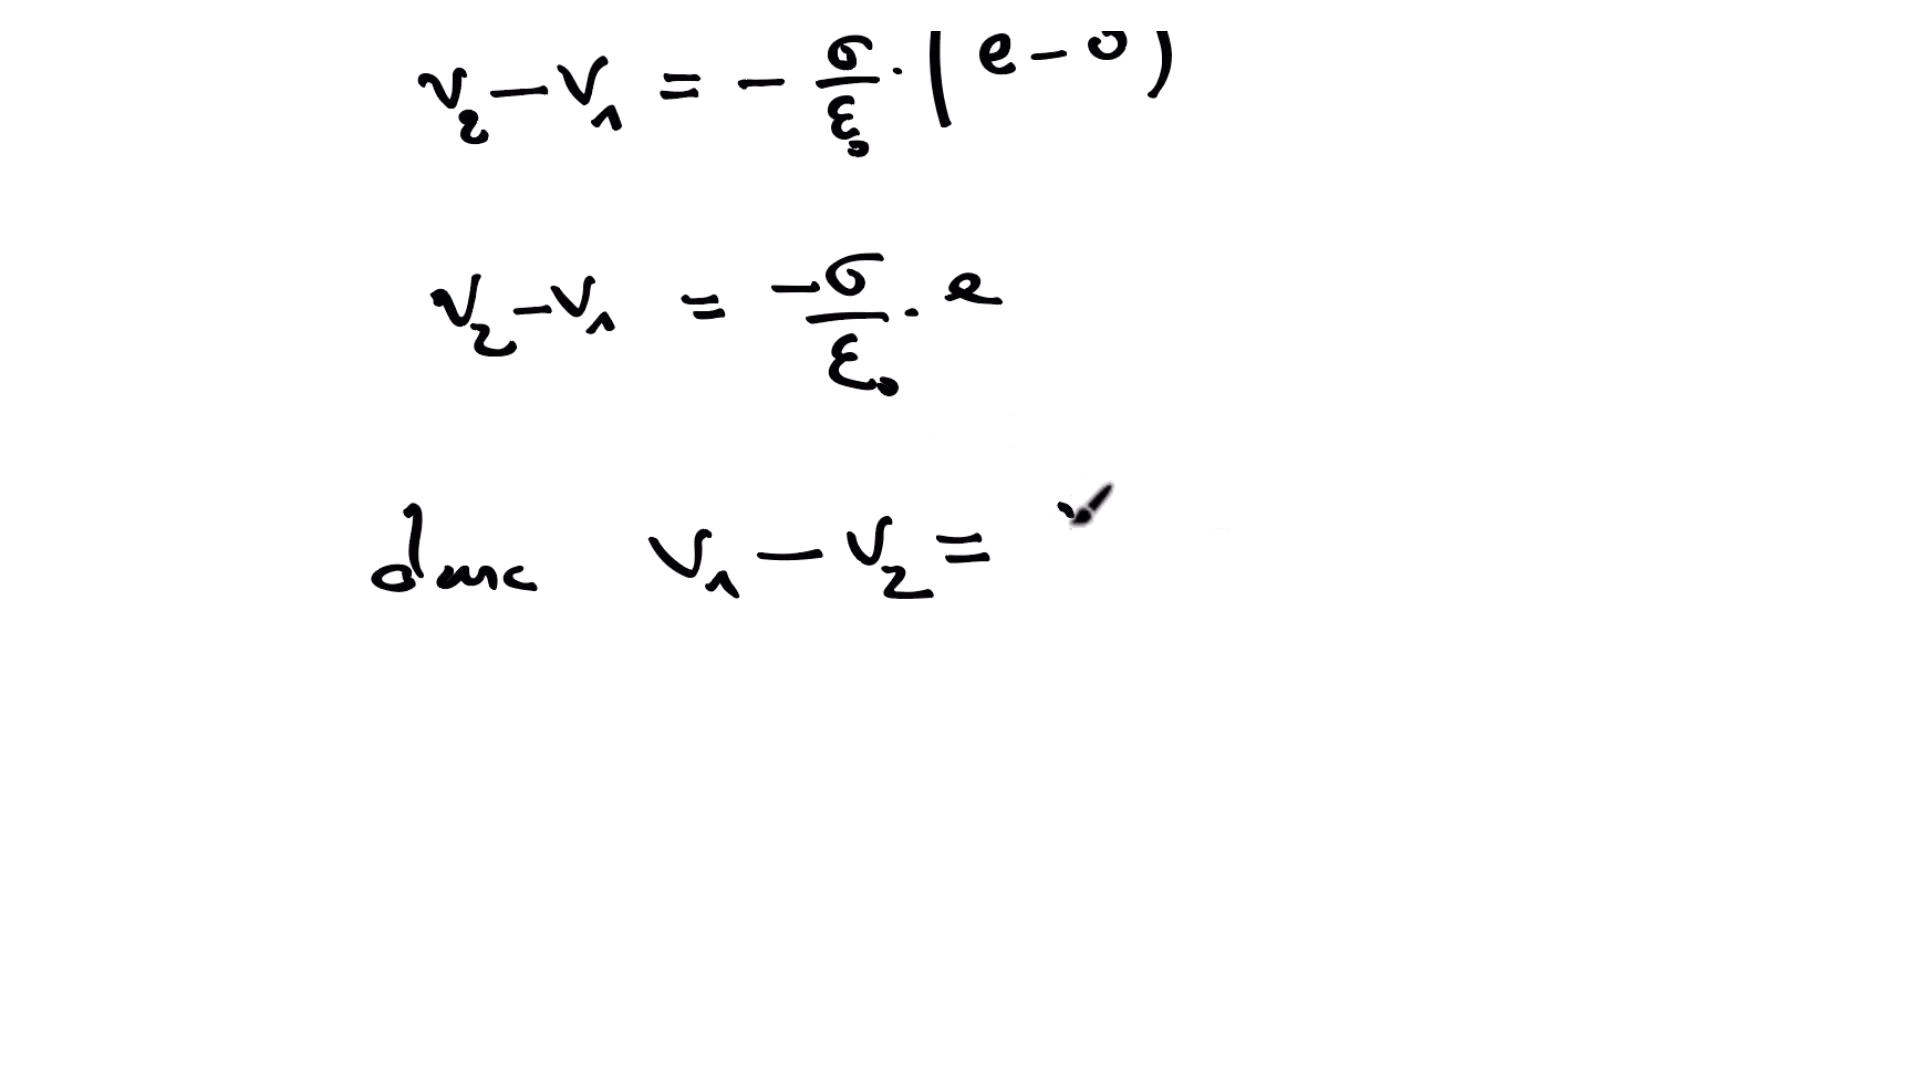 V₂ − V₁ = − σ/ε₀ · (e − 0)
V₂ − V₁ = −σ/ε₀ · e
donc V₁ − V₂ =